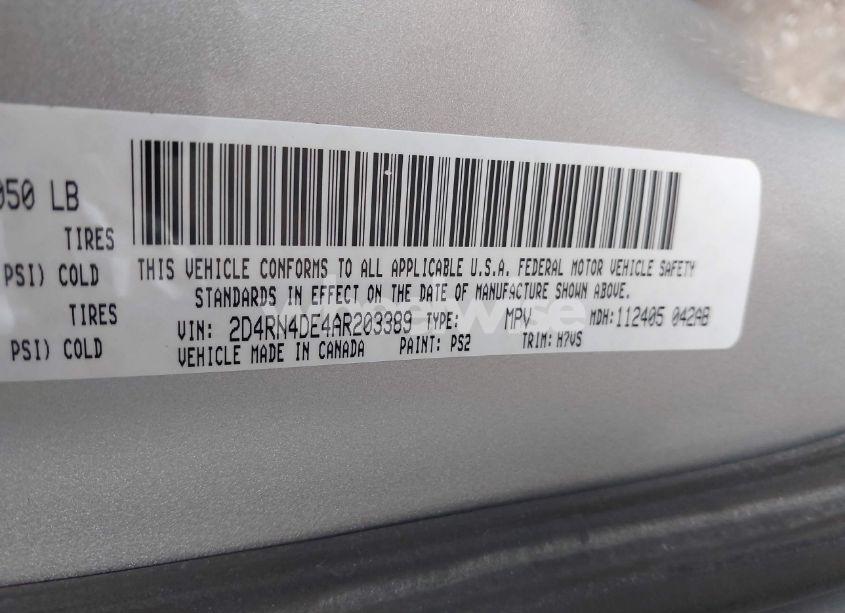 050 LB
TIRES
PSI) COLD
TIRES
PSI) COLD
THIS VEHICLE CONFORMS TO ALL APPLICABLE U.S.A. FEDERAL MOTOR VEHICLE SAFETY
STANDARDS IN EFFECT ON THE DATE OF MANUFACTURE SHOWN ABOVE.
VIN: 2D4RN4DE4AR203389 TYPE: MPV MDH:112405 042AB
VEHICLE MADE IN CANADA PAINT: PS2 TRIM: H7VS